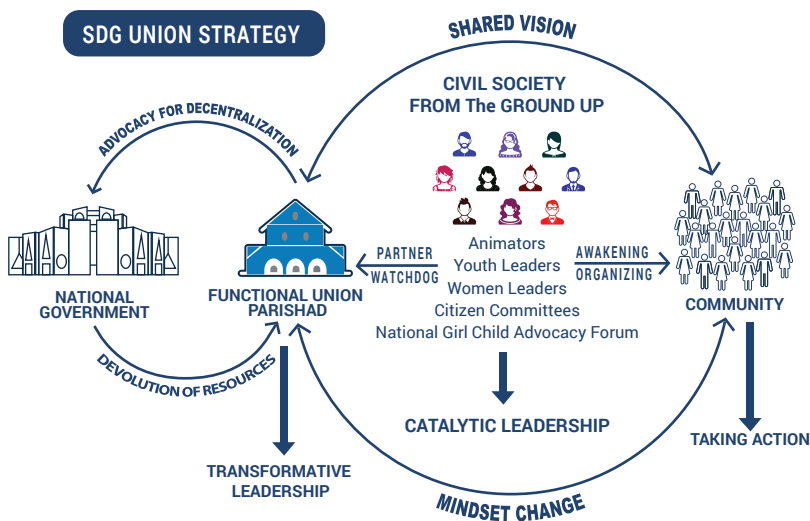 SDG UNION STRATEGY
SHARED VISION
CIVIL SOCIETY
FROM The GROUND UP
ADVOCACY FOR DECENTRALIZATION
PARTNER
WATCHDOG
Animators
Youth Leaders
Women Leaders
Citizen Committees
National Girl Child Advocacy Forum
AWAKENING
ORGANIZING
NATIONAL
GOVERNMENT
FUNCTIONAL UNION
PARISHAD
COMMUNITY
DEVOLUTION OF RESOURCES
CATALYTIC LEADERSHIP
TAKING ACTION
TRANSFORMATIVE
LEADERSHIP
MINDSET CHANGE